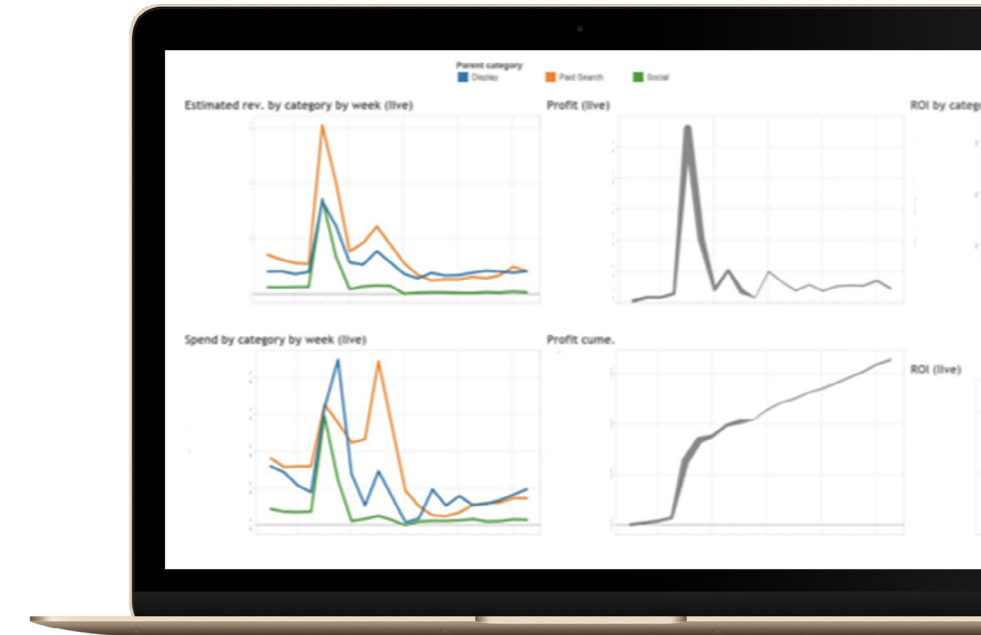 Parent category
Display Paid Search Social
Estimated rev. by category by week (live)
Profit (live)
ROI by categ
Spend by category by week (live)
Profit cume.
ROI (live)